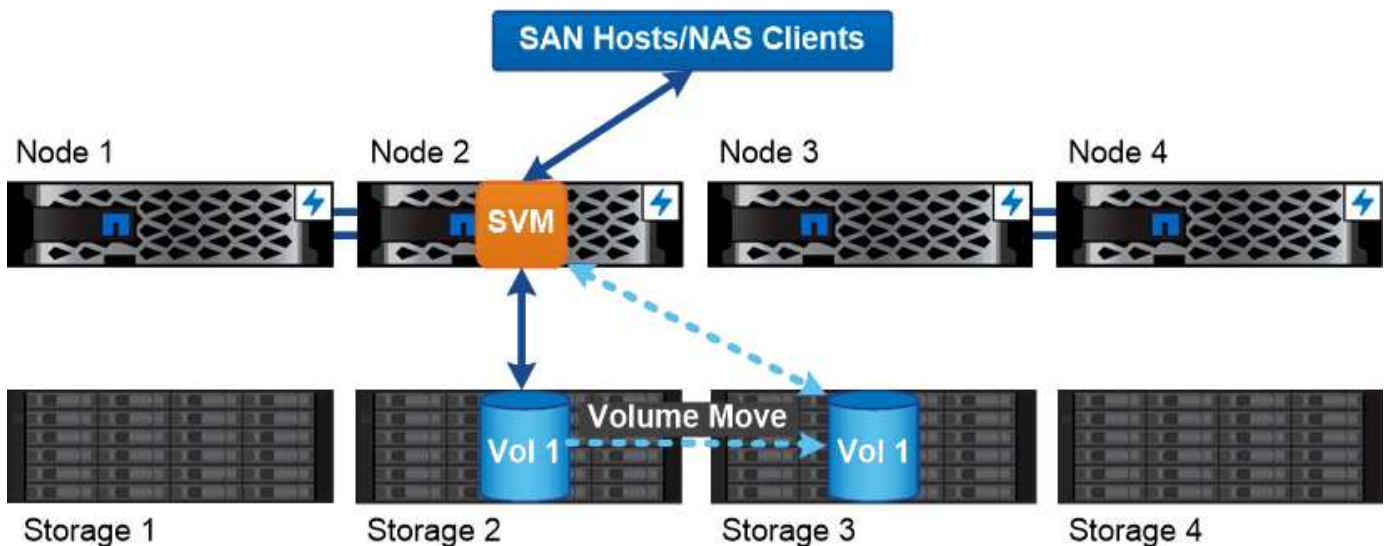 SAN Hosts/NAS Clients
Node 1
Node 2
Node 3
Node 4
SVM
Volume Move
Vol 1
Vol 1
Storage 1
Storage 2
Storage 3
Storage 4